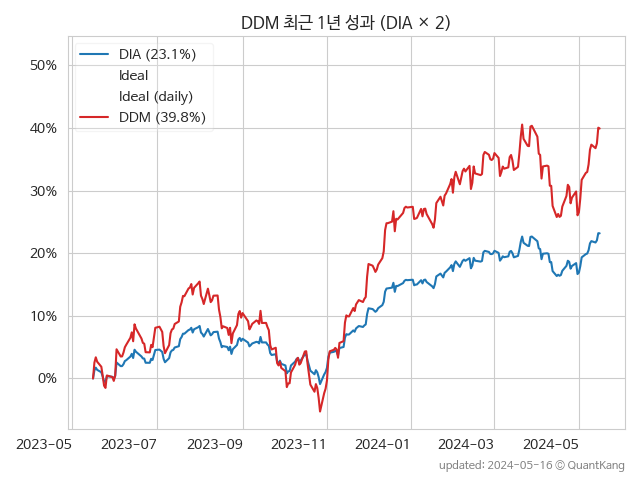 DDM 최근 1년 성과 (DIA × 2)
DIA (23.1%)
Ideal
Ideal (daily)
DDM (39.8%)
50%
40%
30%
20%
10%
0%
2023-05 2023-07 2023-09 2023-11 2024-01 2024-03 2024-05
updated: 2024-05-16 © QuantKang